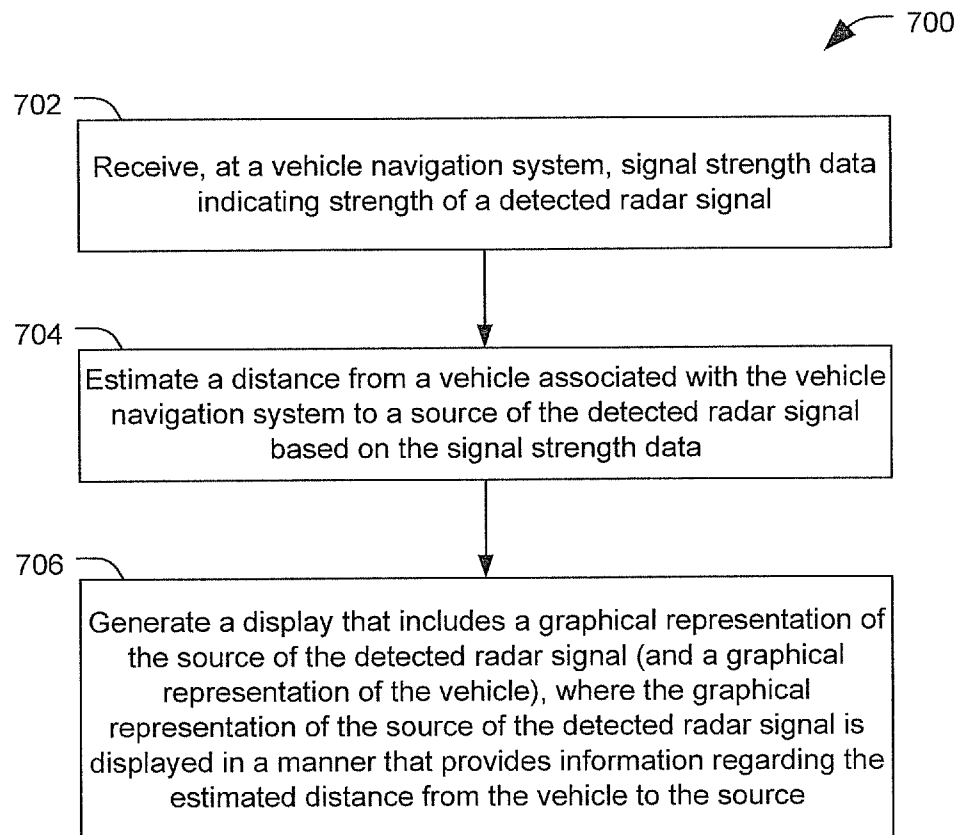 700
702
Receive, at a vehicle navigation system, signal strength data
indicating strength of a detected radar signal
704
Estimate a distance from a vehicle associated with the vehicle
navigation system to a source of the detected radar signal
based on the signal strength data
706
Generate a display that includes a graphical representation of
the source of the detected radar signal (and a graphical
representation of the vehicle), where the graphical
representation of the source of the detected radar signal is
displayed in a manner that provides information regarding the
estimated distance from the vehicle to the source